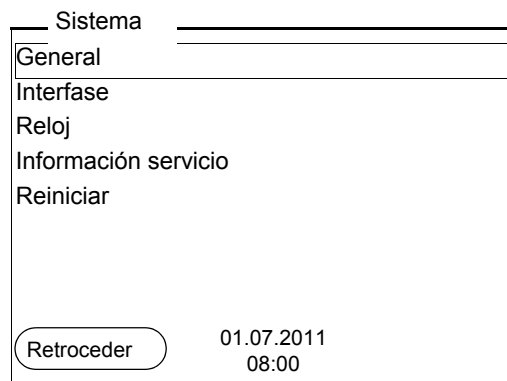 Sistema
General
Interfase
Reloj
Información servicio
Reiniciar
Retroceder
01.07.2011
08:00